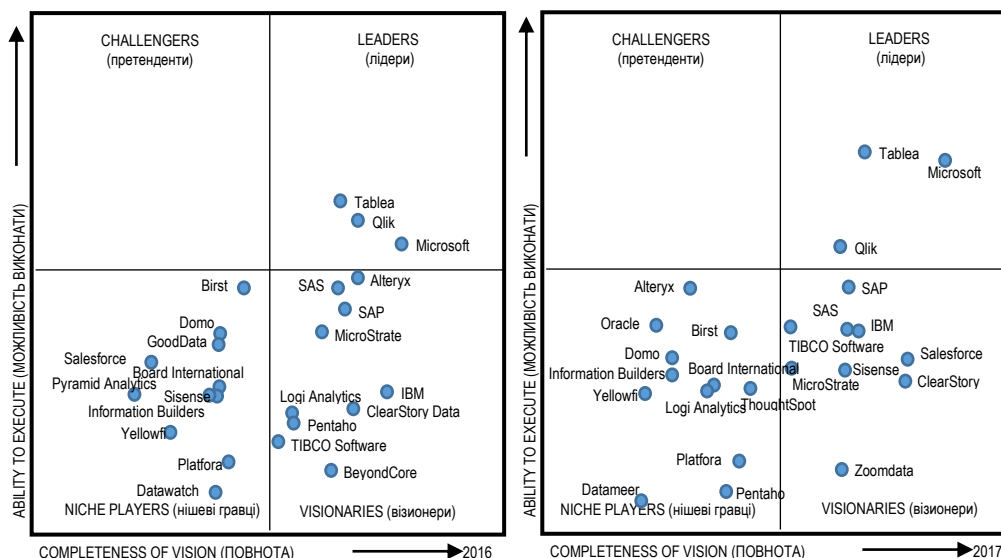 CHALLENGERS
(претенденти)
LEADERS
(лідери)
Tablea
Qlik
Microsoft
Birst
SAS
Alteryx
SAP
Domo
MicroStrate
GoodData
Salesforce
Board International
Pyramid Analytics
Sisense
IBM
Logi Analytics
Information Builders
ClearStory Data
Pentaho
Yellowfi
TIBCO Software
Platfora
BeyondCore
Datawatch
NICHE PLAYERS (нішеві гравці)
VISIONARIES (візионери)
ABILITY TO EXECUTE (МОЖЛИВІСТЬ ВИКОНАТИ)
COMPLETENESS OF VISION (ПОВНОТА)
2016
CHALLENGERS
(претенденти)
LEADERS
(лідери)
Tablea
Microsoft
Qlik
Alteryx
SAP
Oracle
SAS
Birst
IBM
TIBCO Software
Domo
Salesforce
Board International
Sisense
Information Builders
MicroStrate
ClearStory
Yellowfi
Logi Analytics
ThoughtSpot
Platfora
Zoomdata
Datameer
Pentaho
NICHE PLAYERS (нішеві гравці)
VISIONARIES (візионери)
ABILITY TO EXECUTE (МОЖЛИВІСТЬ ВИКОНАТИ)
COMPLETENESS OF VISION (ПОВНОТА)
2017